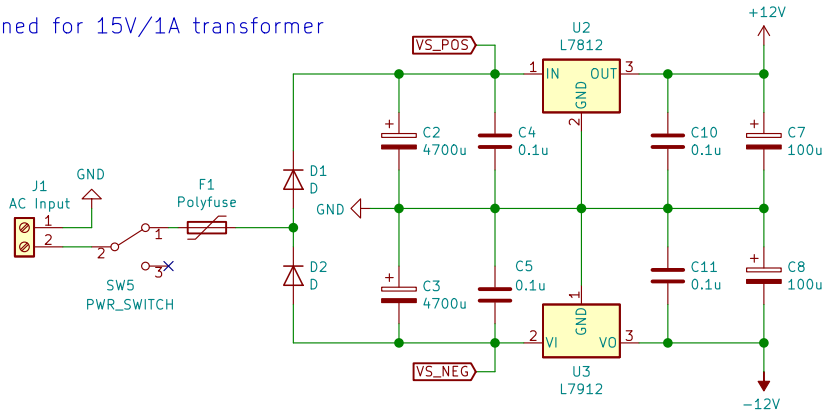 ned for 15V/1A transformer
+12V
VS_POS
U2
L7812
1 IN OUT 3
GND
2
+ C2
4700u
C4
0.1u
C10
0.1u
+ C7
100u
D1
D
F1
Polyfuse
GND
J1
AC Input
1
2
2 1
3
SW5
PWR_SWITCH
GND
D2
D
+ C3
4700u
C5
0.1u
C11
0.1u
+ C8
100u
1
GND
2 VI VO 3
VS_NEG
U3
L7912
-12V